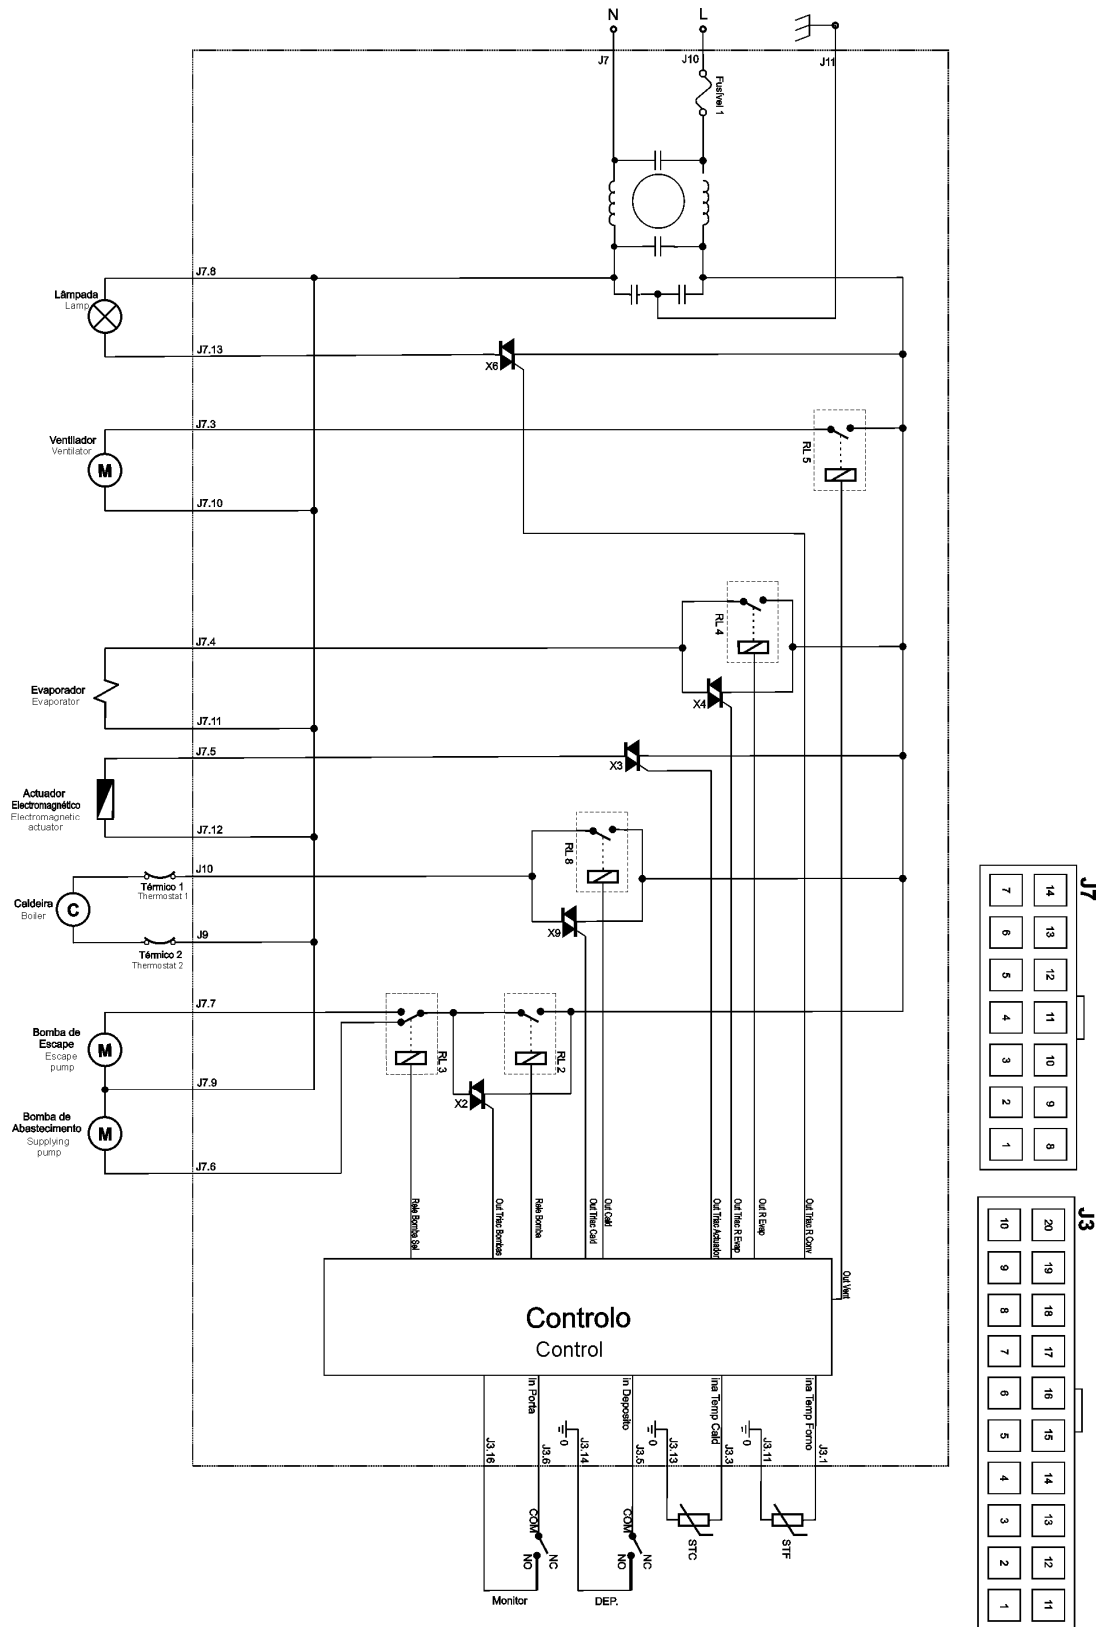 N
L
J7
J10
J11
Fusível 1
J7.8
Lâmpada
Lamp
J7.13
X6
J7.3
Ventilador
Ventilator
M
RL 5
J7.10
RL 4
J7.4
Evaporador
Evaporator
X4
J7.11
J7.5
X3
Actuador
Electromagnético
Electromagnetic
actuator
J7.12
RL 8
J10
Térmico 1
Thermostat 1
Caldeira
Boiler
C
X9
J9
Térmico 2
Thermostat 2
J7.7
Bomba de
Escape
Escape
pump
M
RL 3
RL 2
X2
J7.9
Bomba de
Abastecimento
Supplying
pump
M
J7.6
Rele Bomba Sel
Out Triac Bombas
Rele Bomba
Out Triac Cald
Out Cald
Out Triac Actuador
Out Triac R Evap
Out R Evap
Out Triac R Conv
Out Vent
Controlo
Control
in Porta
in Deposito
ina Temp Cald
ina Temp Forno
J3.16
J3.6
0
J3.14
J3.5
0
J3.13
J3.3
0
J3.11
J3.1
COM
NC
NO
COM
NC
NO
STC
STF
Monitor
DEP.
J7
7
14
6
13
5
12
4
11
3
10
2
9
1
8
J3
10
20
9
19
8
18
7
17
6
16
5
15
4
14
3
13
2
12
1
11